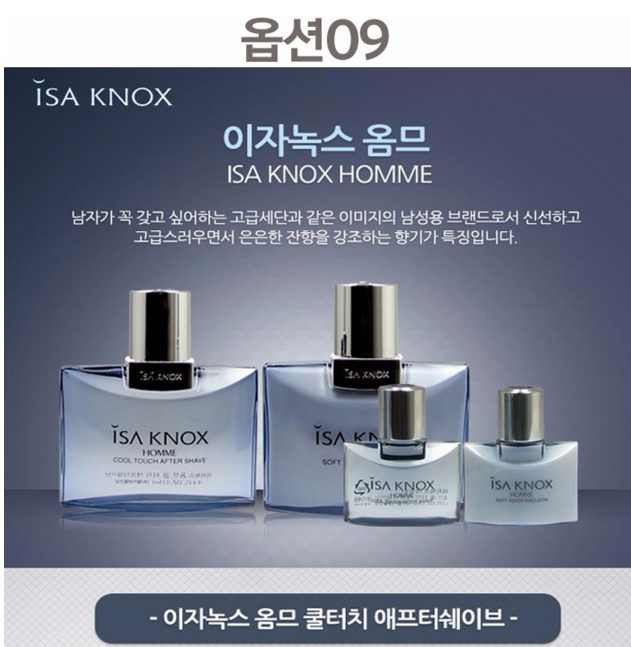 옵션09
ISA KNOX
이자녹스 옴므
ISA KNOX HOMME
남자가 꼭 갖고 싶어하는 고급세단과 같은 이미지의 남성용 브랜드로서 신선하고
고급스러우면서 은은한 잔향을 강조하는 향기가 특징입니다.
ISA KNOX
ISA KNOX
HOMME
COOL TOUCH AFTER SHAVE
ISA KNOX
ISA KN
SOFT
ISA KNOX
HOMME
COOL TOUCH AFTER SHAVE
ISA KNOX
HOMME
SOFT TOUCH EMULSION
- 이자녹스 옴므 쿨터치 애프터쉐이브 -